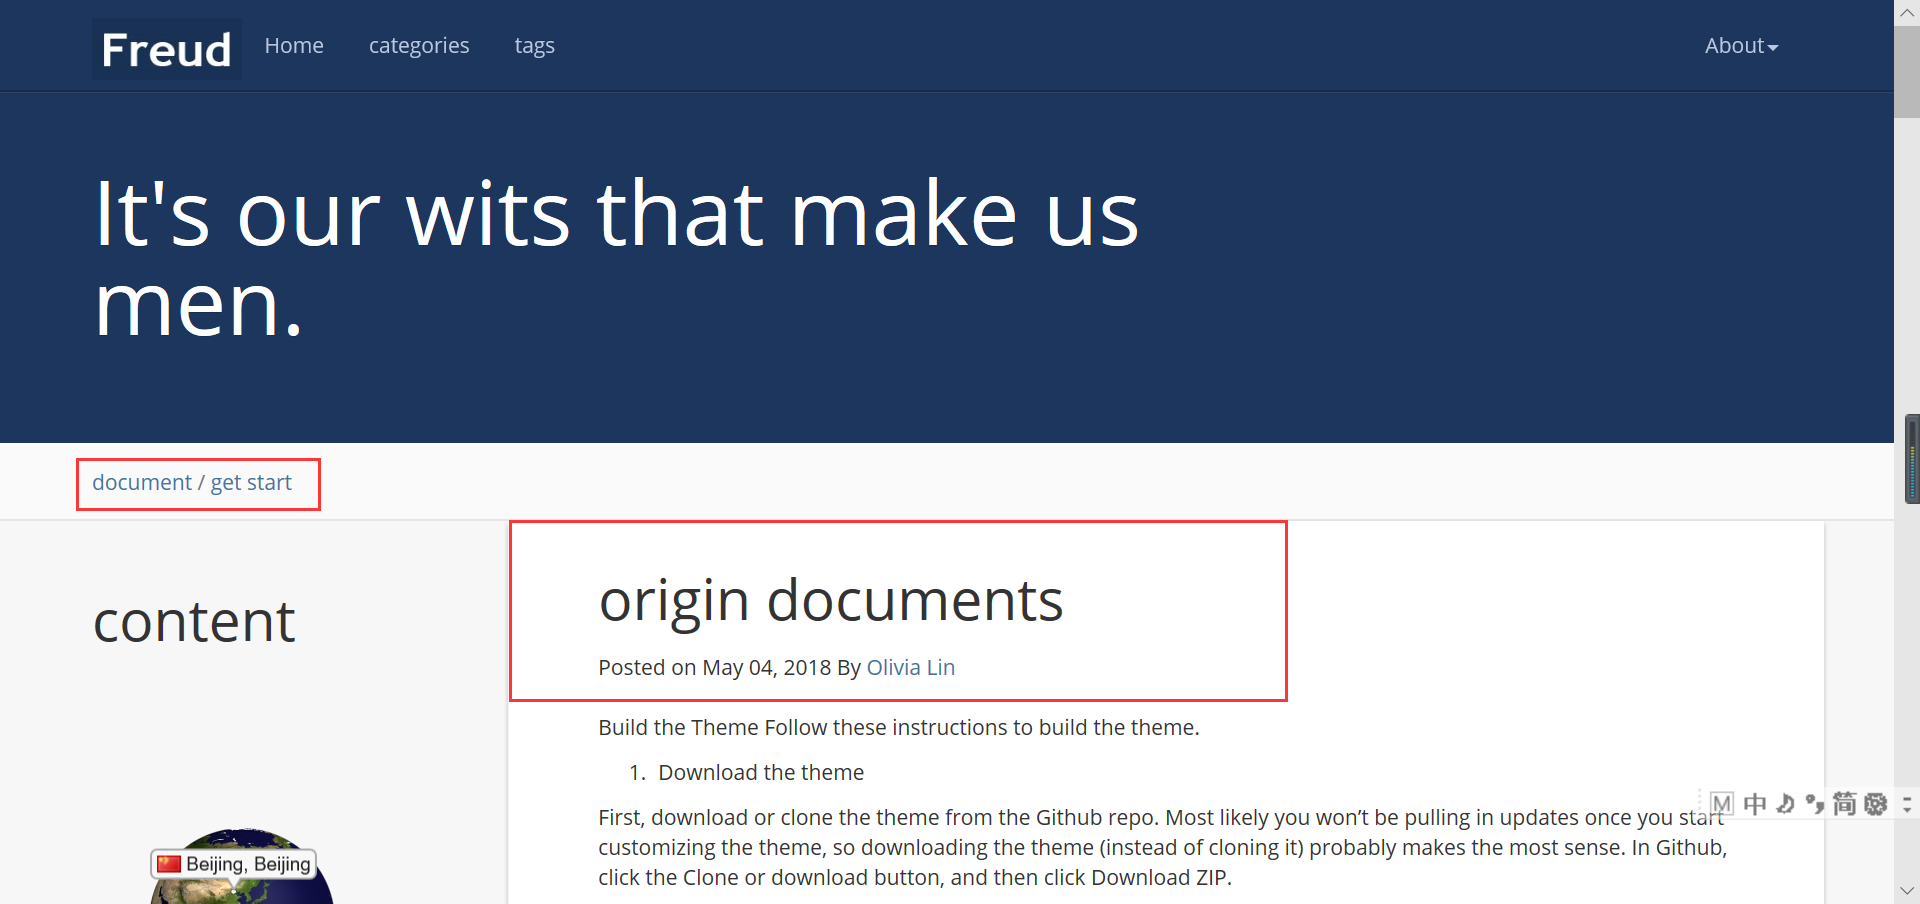 Freud
Home
categories
tags
About
It's our wits that make us
men.
document / get start
content
origin documents
Posted on May 04, 2018 By Olivia Lin
Build the Theme Follow these instructions to build the theme.
1. Download the theme
First, download or clone the theme from the Github repo. Most likely you won’t be pulling in updates once you start
customizing the theme, so downloading the theme (instead of cloning it) probably makes the most sense. In Github,
click the Clone or download button, and then click Download ZIP.
M 中 简
Beijing, Beijing